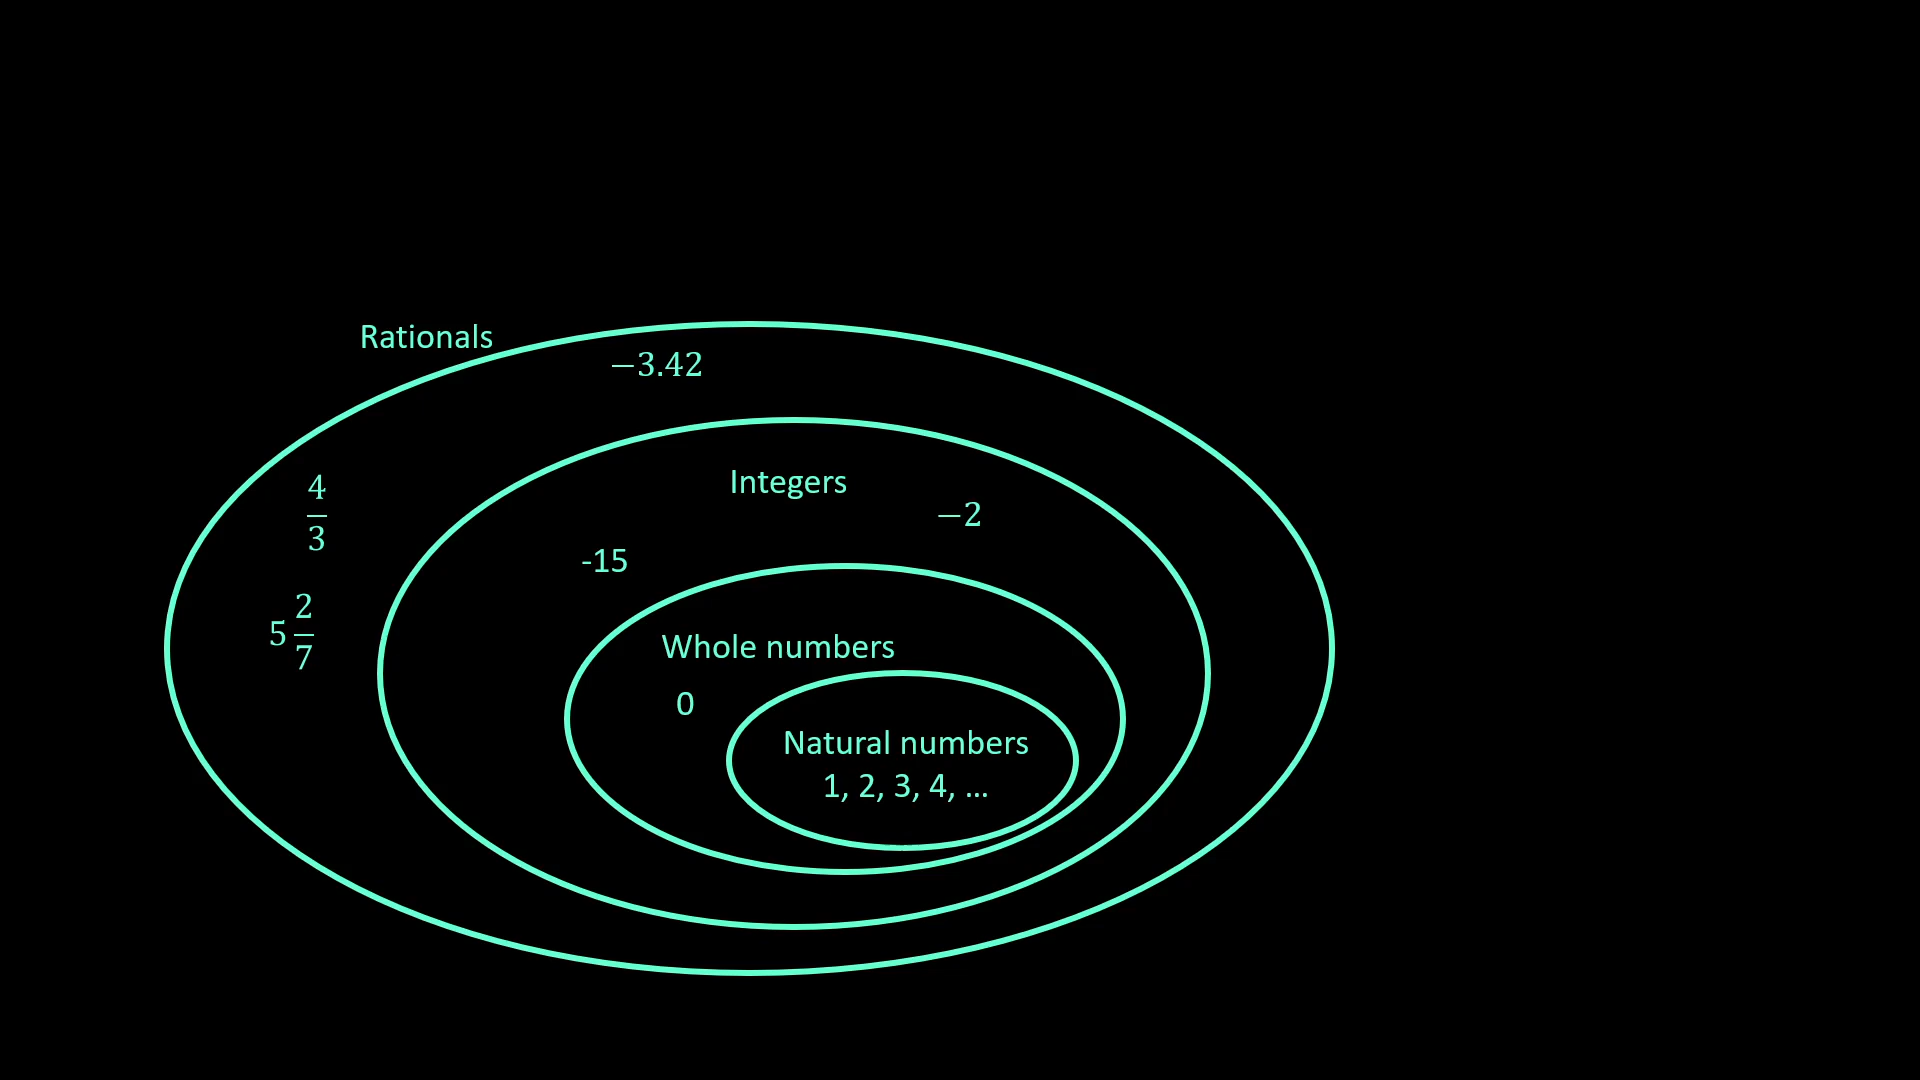 Rationals
−3.42
4/3
5 2/7
Integers
−2
-15
Whole numbers
0
Natural numbers
1, 2, 3, 4, ...